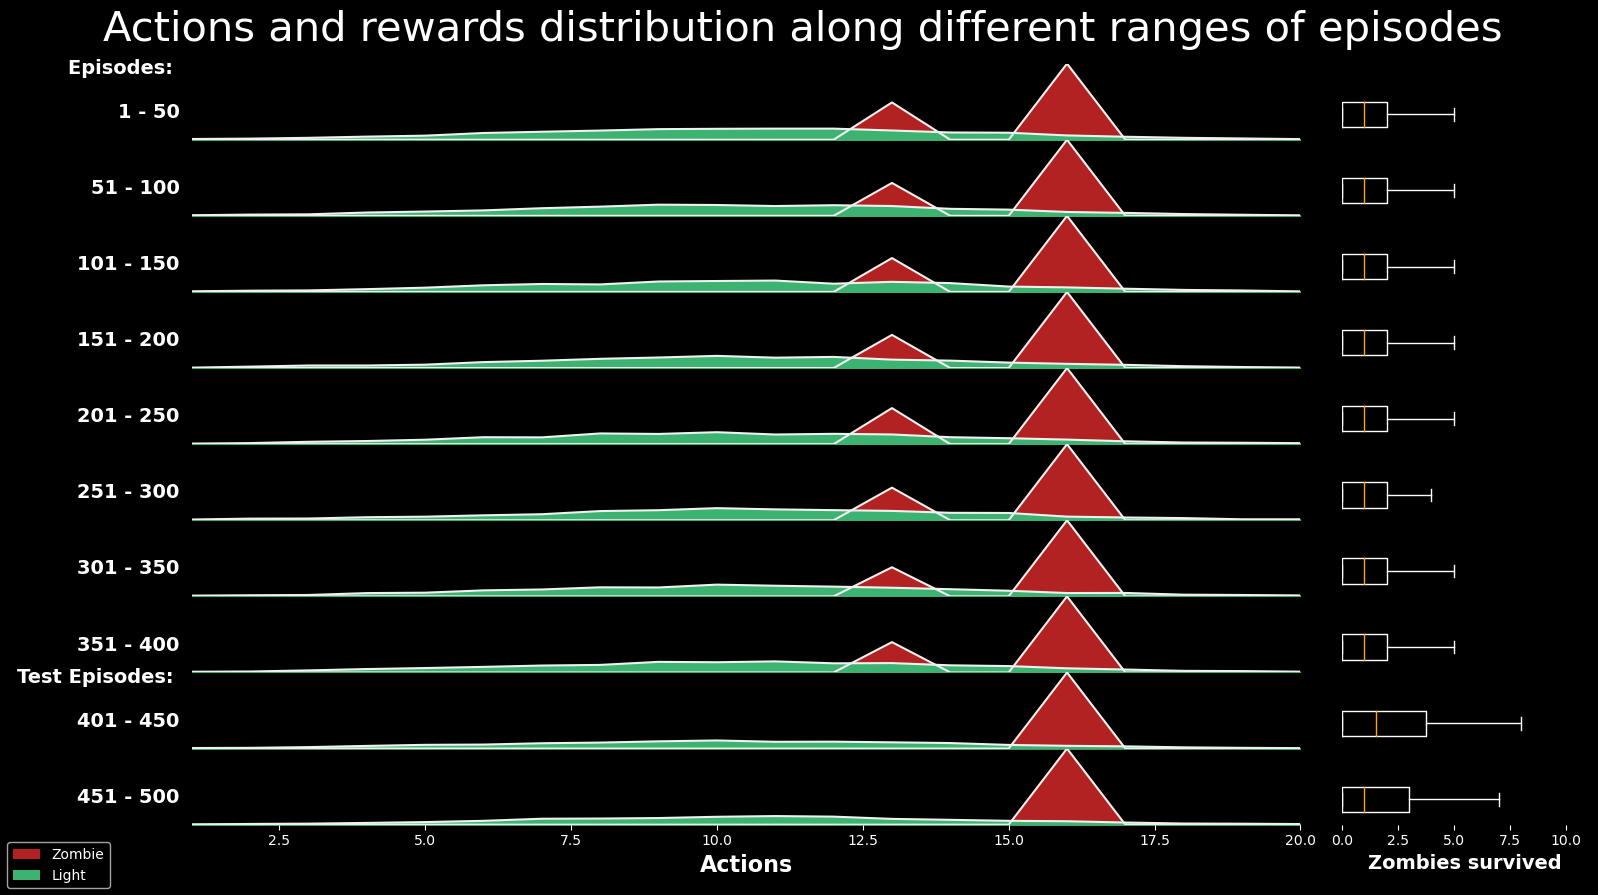 Actions and rewards distribution along different ranges of episodes
Episodes:
1 - 50
51 - 100
101 - 150
151 - 200
201 - 250
251 - 300
301 - 350
351 - 400
Test Episodes:
401 - 450
451 - 500
2.5 5.0 7.5 10.0 12.5 15.0 17.5 20.0
0.0 2.5 5.0 7.5 10.0
Actions
Zombies survived
Zombie
Light